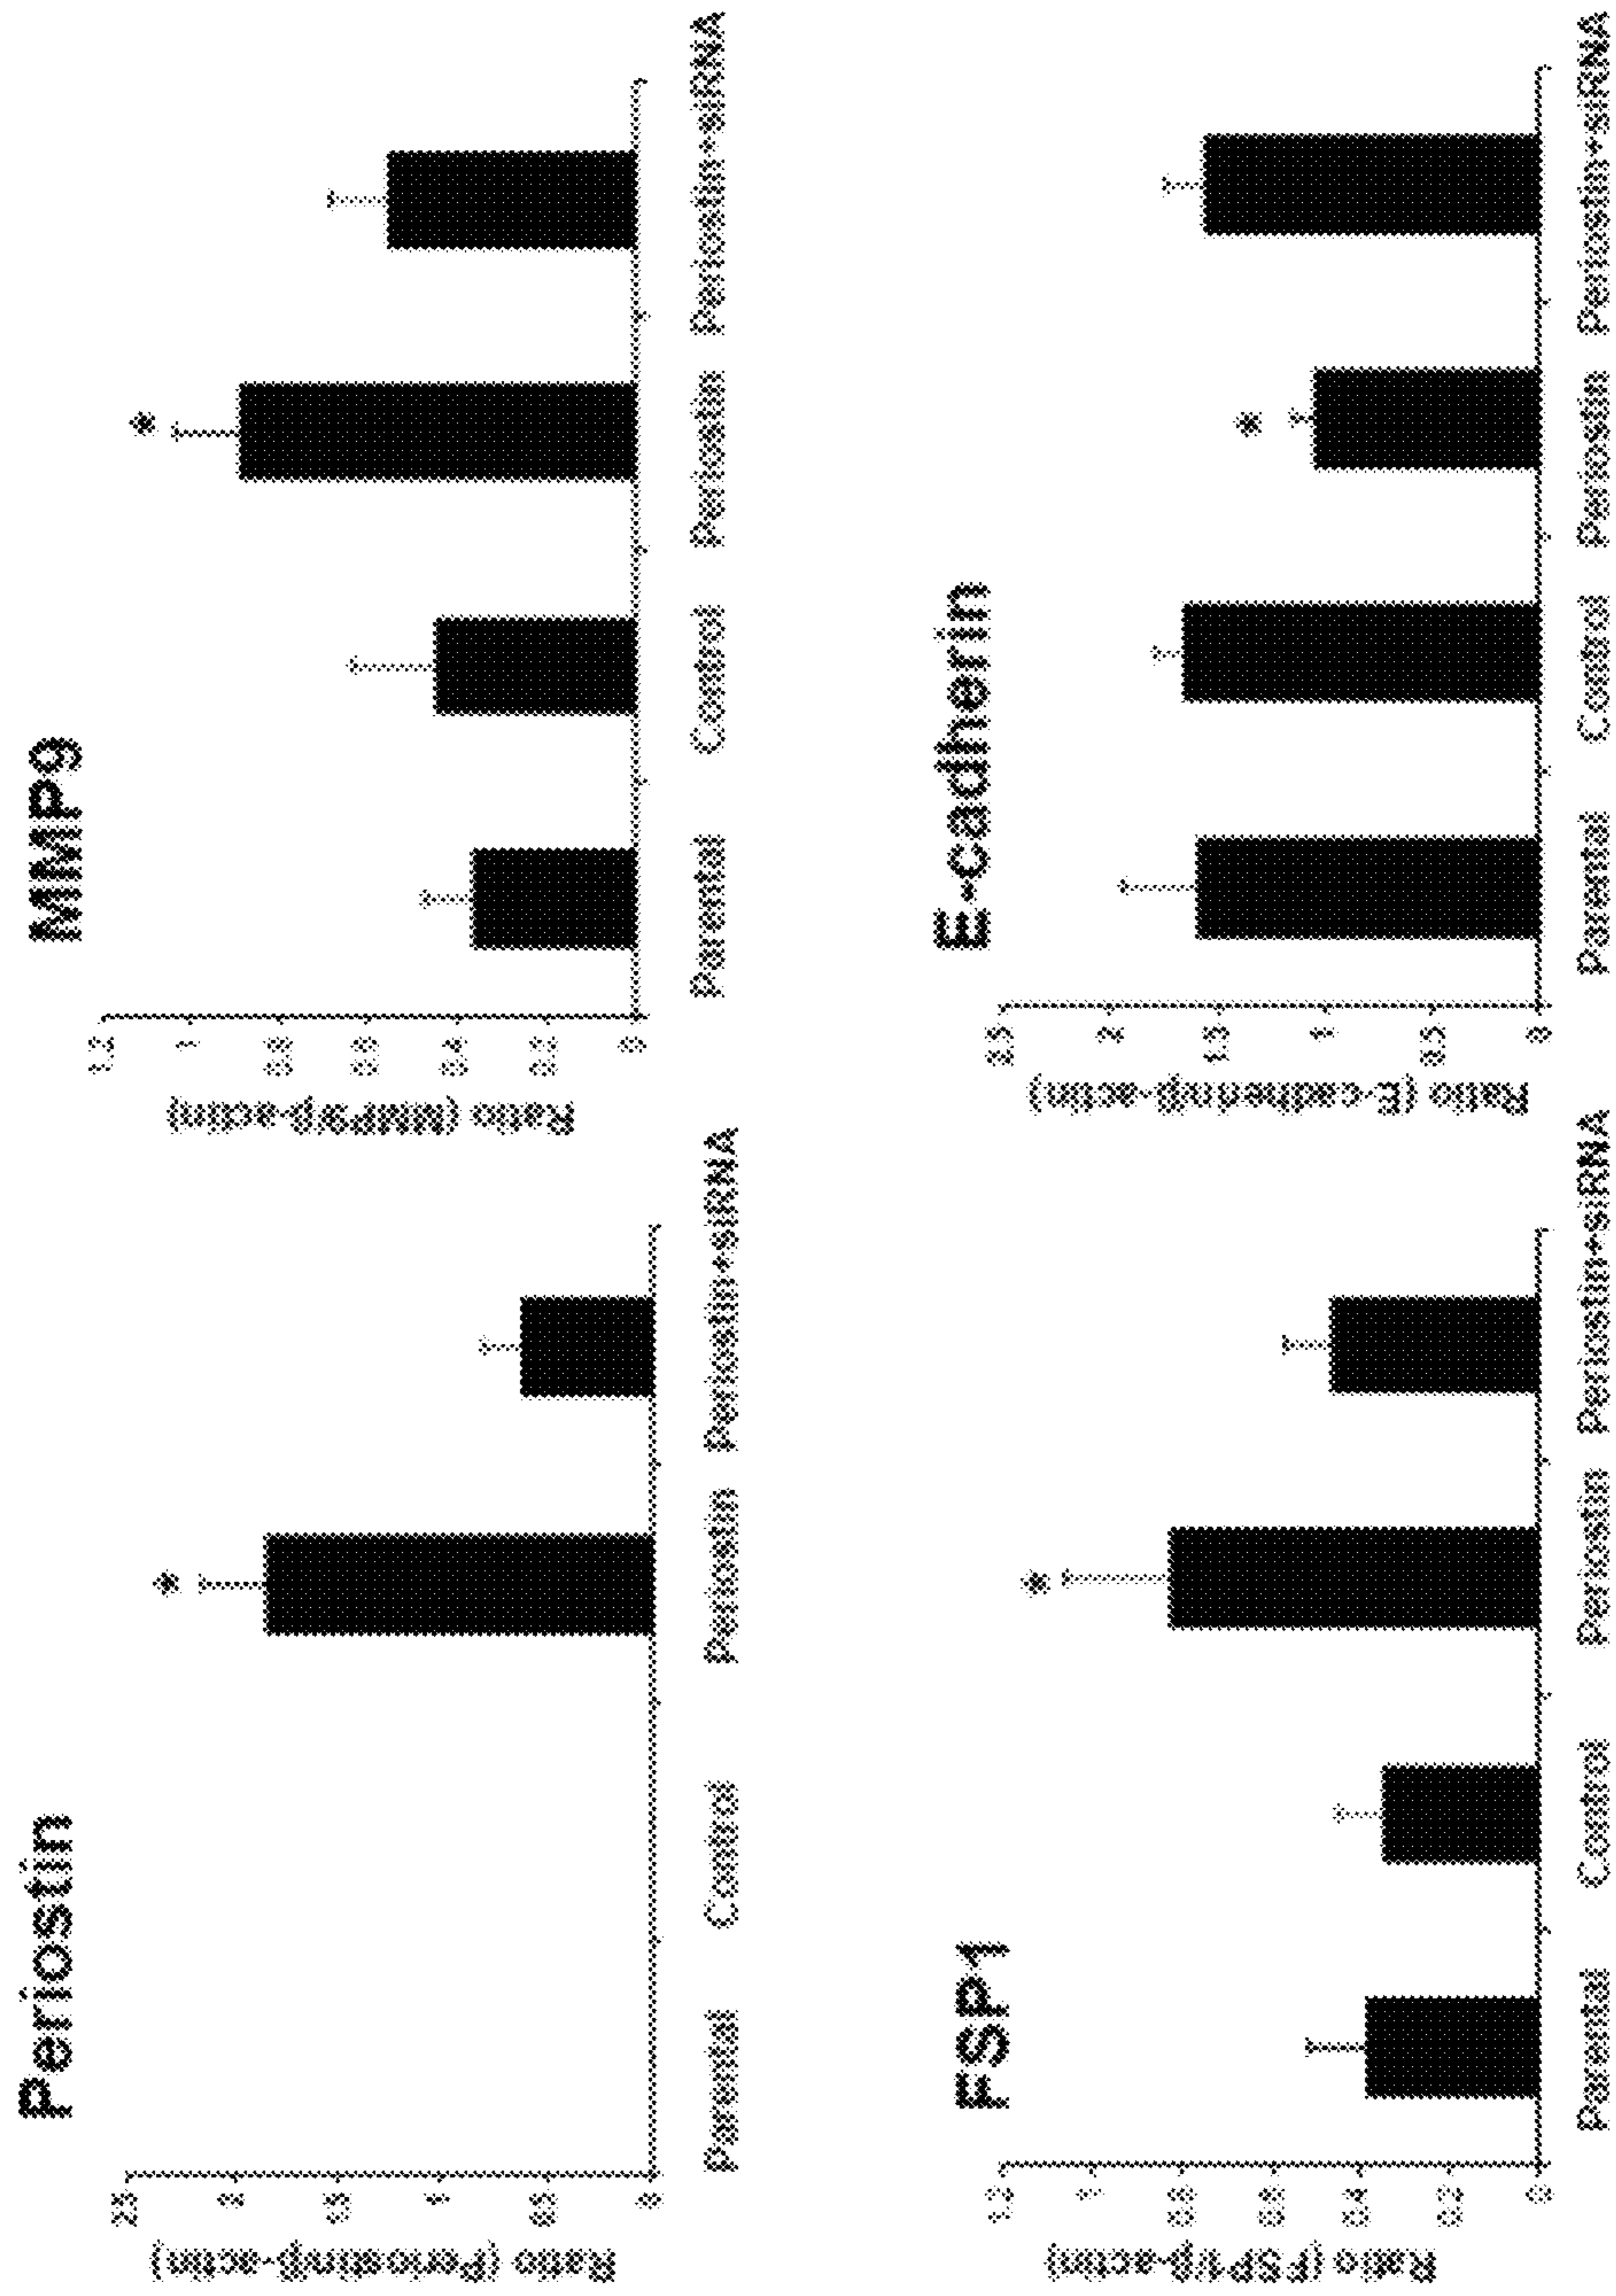 Periostin
Ratio (Periostin/β-actin)
2.5
2
1.5
1
0.5
0
*
Parental Control Periostin Periostin+siRNA
MMP9
Ratio (MMP9/β-actin)
1.2
1
0.8
0.6
0.4
0.2
0
*
Parental Control Periostin Periostin+siRNA
FSP1
Ratio (FSP1/β-actin)
1.2
1
0.8
0.6
0.4
0.2
0
*
Parental Control Periostin Periostin+siRNA
E-cadherin
Ratio (E-cadherin/β-actin)
2.5
2
1.5
1
0.5
0
*
Parental Control Periostin Periostin+siRNA